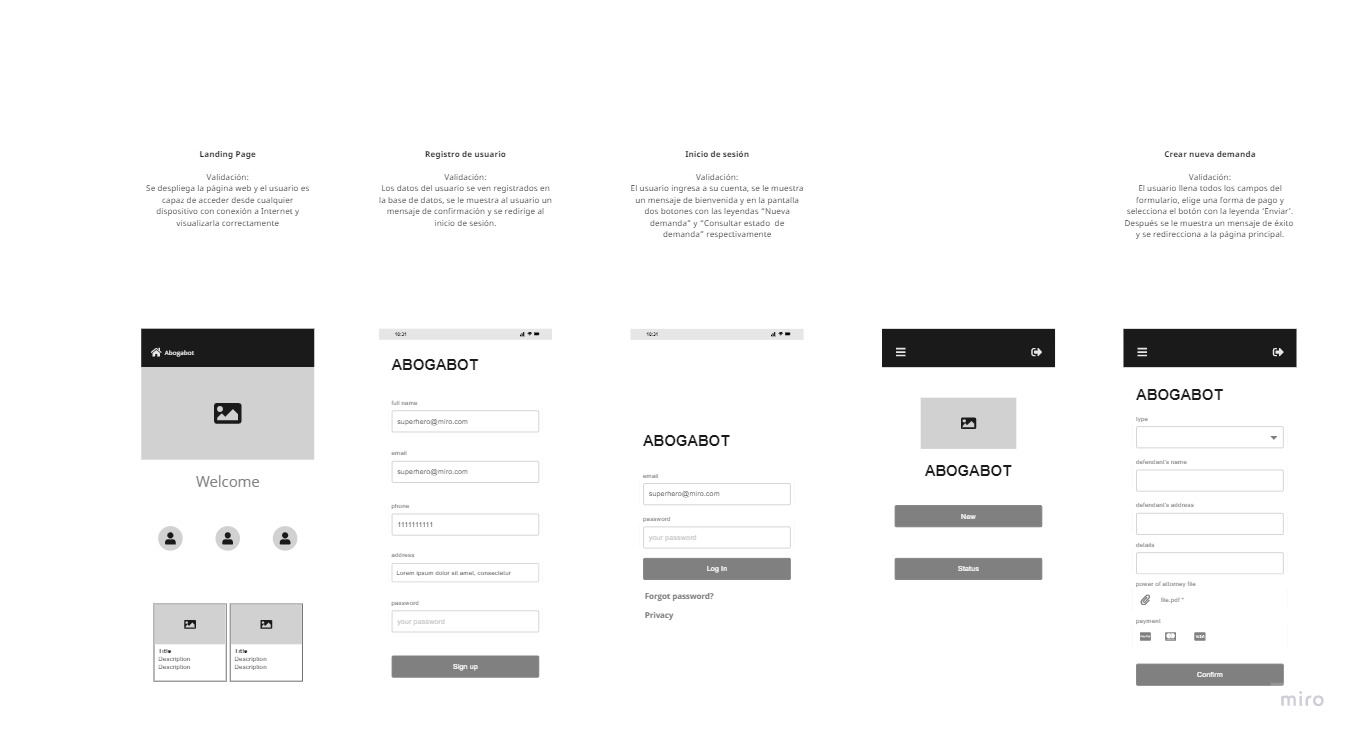 Landing Page
Validación:
Se despliega la página web y el usuario es
capaz de acceder desde cualquier
dispositivo con conexión a Internet y
visualizarla correctamente
Registro de usuario
Validación:
Los datos del usuario se ven registrados en
la base de datos, se le muestra al usuario un
mensaje de confirmación y se redirige al
inicio de sesión.
Inicio de sesión
Validación:
El usuario ingresa a su cuenta, se le muestra
un mensaje de bienvenida y en la pantalla
dos botones con las leyendas "Nueva
demanda" y "Consultar estado de
demanda" respectivamente
Crear nueva demanda
Validación:
El usuario llena todos los campos del
formulario, elige una forma de pago y
selecciona el botón con la leyenda 'Enviar'.
Después se le muestra un mensaje de éxito
y se redirecciona a la página principal.
Abogabot
Welcome
Title
Description
Description
Title
Description
Description
10:21
ABOGABOT
full name
superhero@miro.com
email
superhero@miro.com
phone
1111111111
address
Lorem ipsum dolor sit amet, consectetur
password
your password
Sign up
10:21
ABOGABOT
email
superhero@miro.com
password
your password
Log In
Forgot password?
Privacy
ABOGABOT
New
Status
ABOGABOT
type
defendant's name
defendant's address
details
power of attorney file
file.pdf *
payment
VISA
Confirm
miro